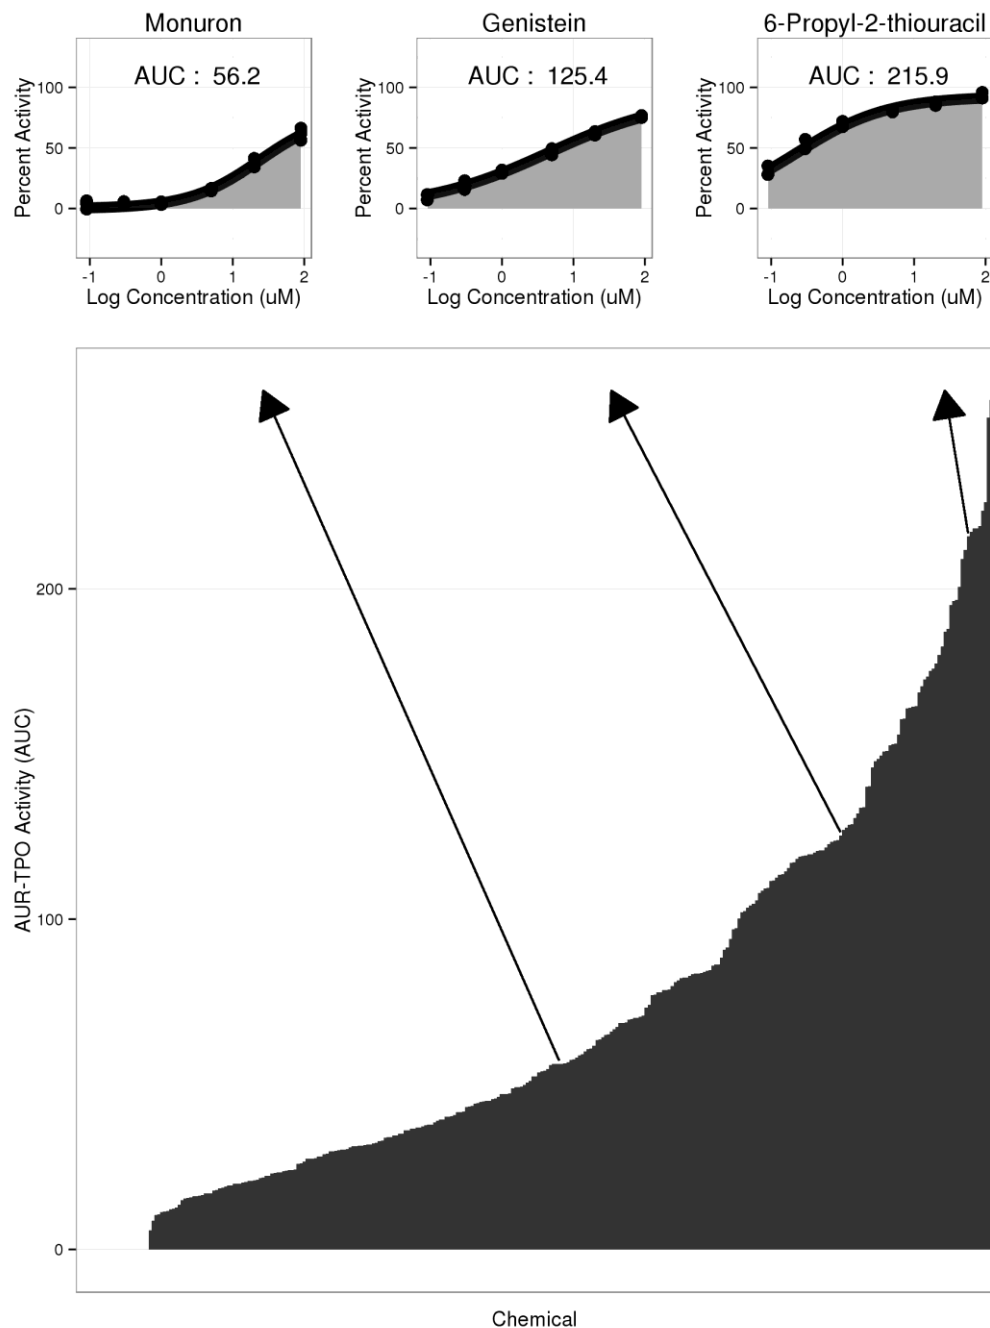 Monuron
Genistein
6-Propyl-2-thiouracil
AUC : 56.2
AUC : 125.4
AUC : 215.9
Percent Activity
100
50
0
-1 0 1 2
Log Concentration (uM)
Percent Activity
100
50
0
-1 0 1 2
Log Concentration (uM)
Percent Activity
100
50
0
-1 0 1 2
Log Concentration (uM)
AUR-TPO Activity (AUC)
200
100
0
Chemical